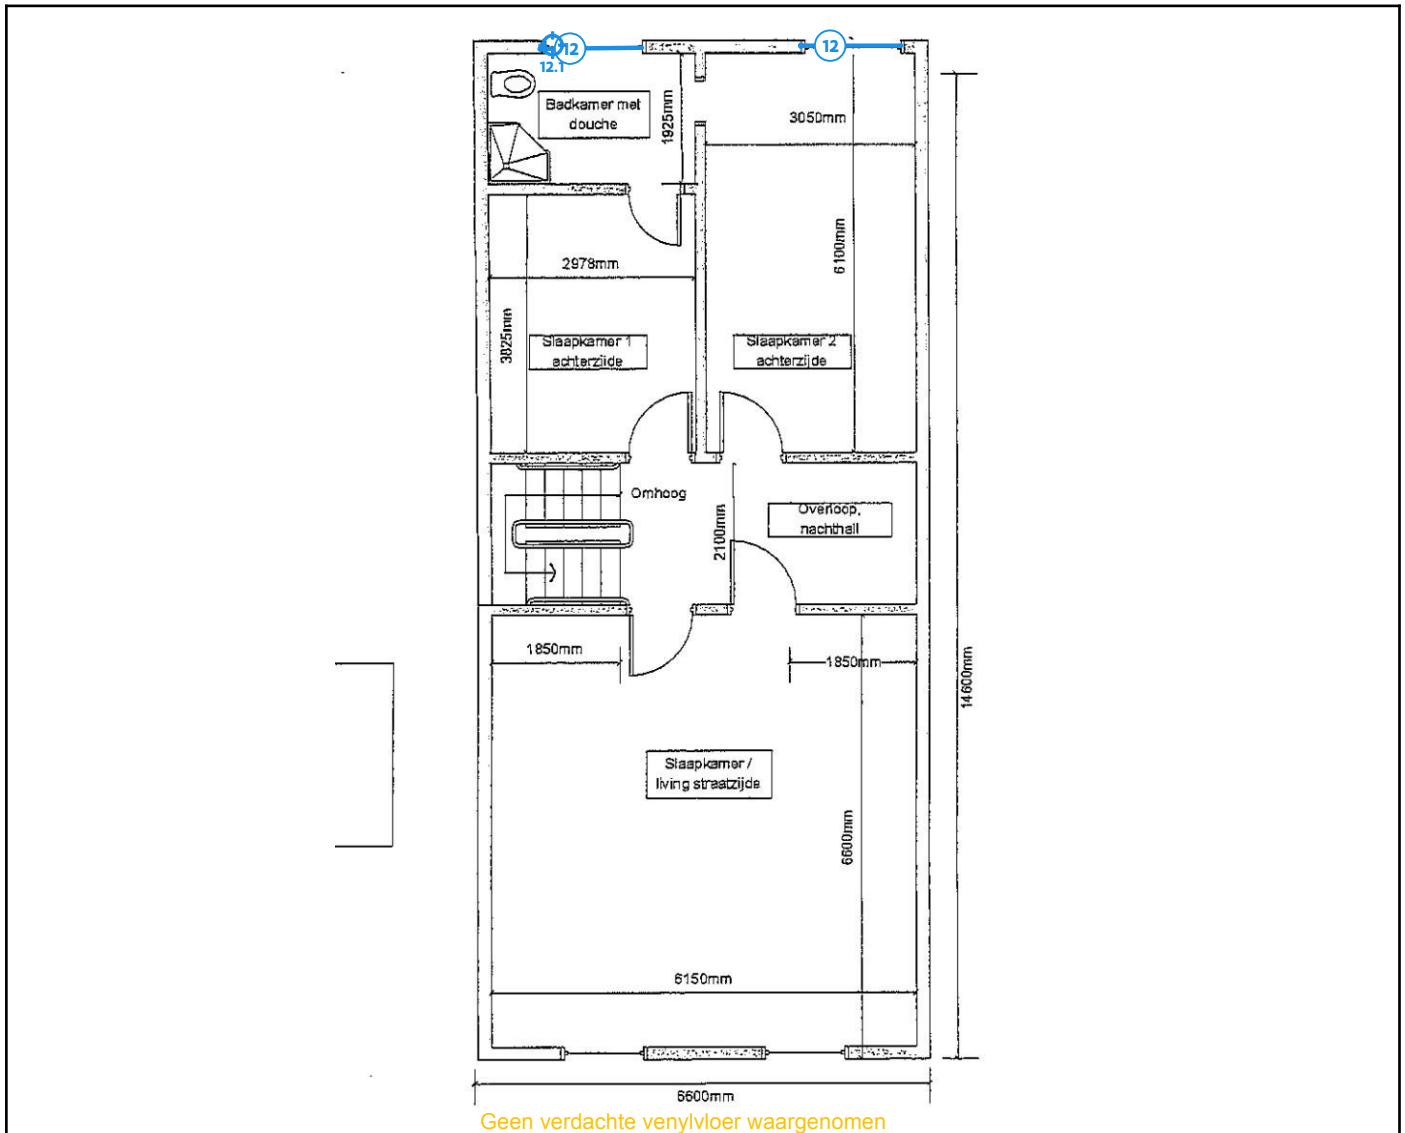 12
12
12.1
Badkamer met
douche
1925mm
3050mm
6100mm
2978mm
3825mm
Slaapkamer 1
achterzijde
Slaapkamer 2
achterzijde
Omhoog
Overloop,
nachthall
2100mm
1850mm
1850mm
14600mm
Slaapkamer /
living straatzijde
6600mm
6150mm
6600mm
Geen verdachte venylvloer waargenomen